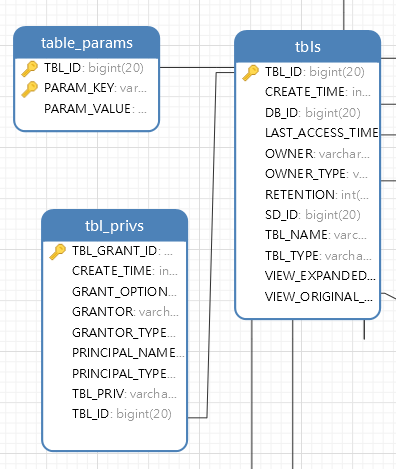 table_params
TBL_ID: bigint(20)
PARAM_KEY: var...
PARAM_VALUE: ...
tbls
TBL_ID: bigint(20)
CREATE_TIME: in...
DB_ID: bigint(20)
LAST_ACCESS_TIME
OWNER: varchar...
OWNER_TYPE: v...
RETENTION: int(...
SD_ID: bigint(20)
TBL_NAME: varc...
TBL_TYPE: varcha...
VIEW_EXPANDED...
VIEW_ORIGINAL_...
tbl_privs
TBL_GRANT_ID: ...
CREATE_TIME: in...
GRANT_OPTION...
GRANTOR: varch...
GRANTOR_TYPE...
PRINCIPAL_NAME...
PRINCIPAL_TYPE...
TBL_PRIV: varcha...
TBL_ID: bigint(20)